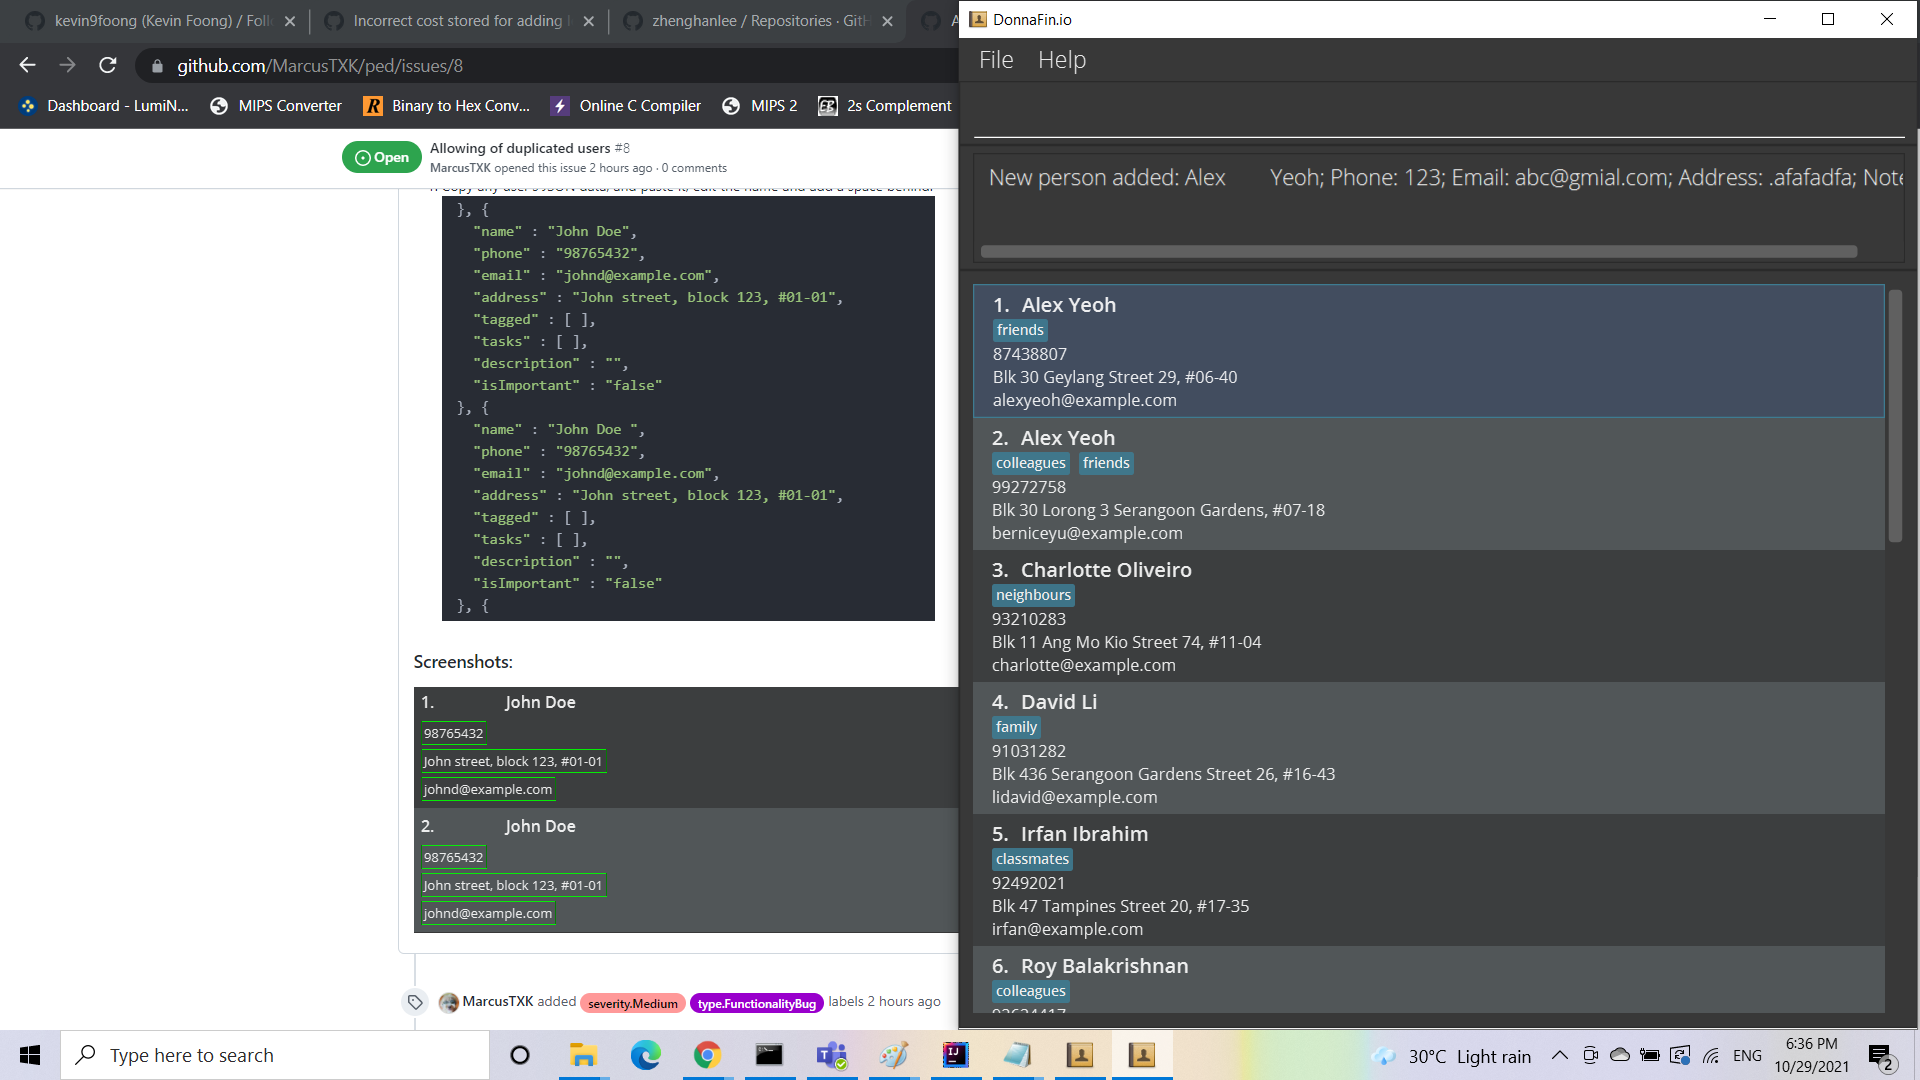 kevin9foong (Kevin Foong) / Foll
Incorrect cost stored for adding
zhenghanlee / Repositories · GitH
A
github.com/MarcusTXK/ped/issues/8
Dashboard - LumiN...
MIPS Converter
Binary to Hex Conv...
Online C Compiler
MIPS 2
2s Complement
Open
Allowing of duplicated users #8
MarcusTXK opened this issue 2 hours ago · 0 comments
}, {
"name" : "John Doe",
"phone" : "98765432",
"email" : "johnd@example.com",
"address" : "John street, block 123, #01-01",
"tagged" : [ ],
"tasks" : [ ],
"description" : "",
"isImportant" : "false"
}, {
"name" : "John Doe ",
"phone" : "98765432",
"email" : "johnd@example.com",
"address" : "John street, block 123, #01-01",
"tagged" : [ ],
"tasks" : [ ],
"description" : "",
"isImportant" : "false"
}, {
Screenshots:
1. John Doe
98765432
John street, block 123, #01-01
johnd@example.com
2. John Doe
98765432
John street, block 123, #01-01
johnd@example.com
MarcusTXK added severity.Medium type.FunctionalityBug labels 2 hours ago
DonnaFin.io
File Help
New person added: Alex Yeoh; Phone: 123; Email: abc@gmial.com; Address: .afafadfa; Note
1. Alex Yeoh
friends
87438807
Blk 30 Geylang Street 29, #06-40
alexyeoh@example.com
2. Alex Yeoh
colleagues friends
99272758
Blk 30 Lorong 3 Serangoon Gardens, #07-18
berniceyu@example.com
3. Charlotte Oliveiro
neighbours
93210283
Blk 11 Ang Mo Kio Street 74, #11-04
charlotte@example.com
4. David Li
family
91031282
Blk 436 Serangoon Gardens Street 26, #16-43
lidavid@example.com
5. Irfan Ibrahim
classmates
92492021
Blk 47 Tampines Street 20, #17-35
irfan@example.com
6. Roy Balakrishnan
colleagues
Type here to search
30°C Light rain
ENG
6:36 PM
10/29/2021
2